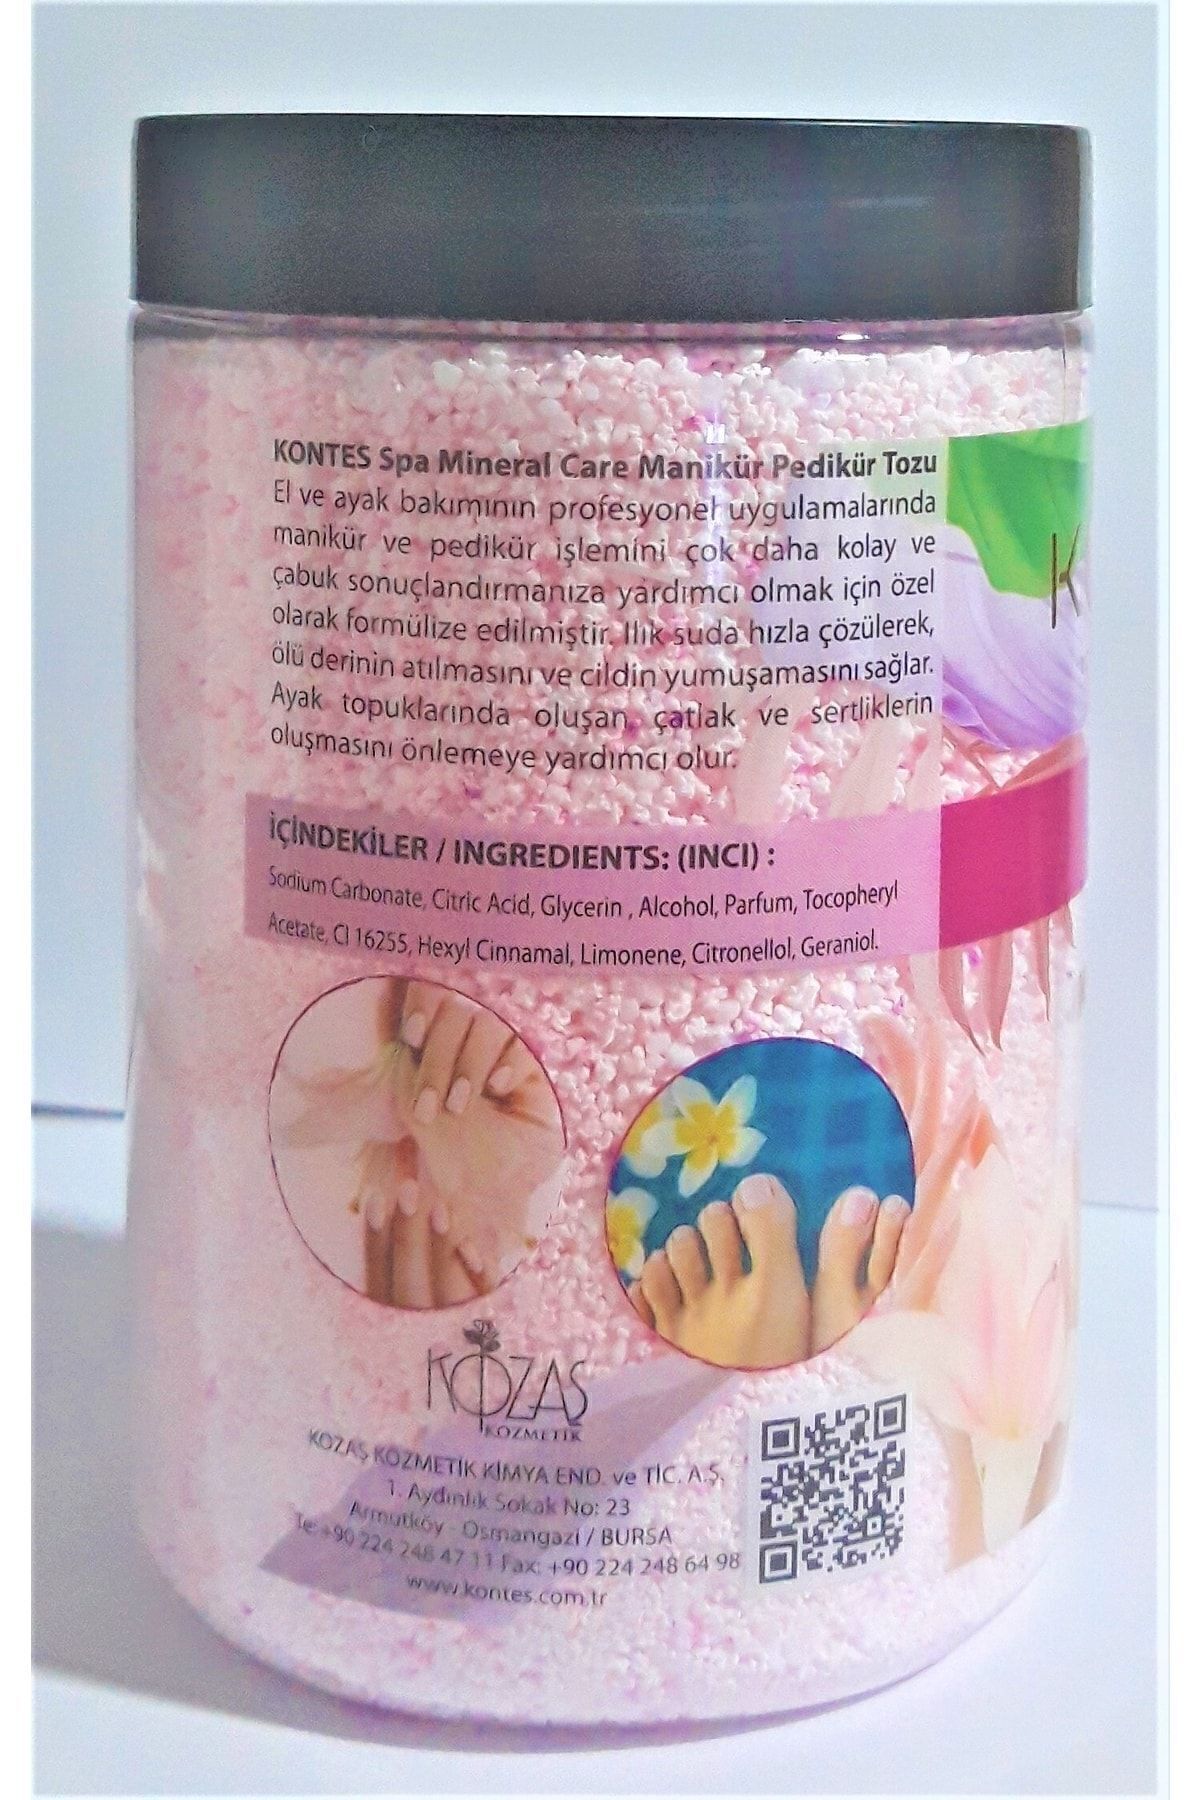 KONTES Spa Mineral Care Manikür Pedikür Tozu
El ve ayak bakımının profesyonel uygulamalarında
manikür ve pedikür işlemini çok daha kolay ve
çabuk sonuçlandırmanıza yardımcı olmak için özel
olarak formülize edilmiştir. Ilık suda hızla çözülerek,
ölü derinin atılmasını ve cildin yumuşamasını sağlar.
Ayak topuklarında oluşan çatlak ve sertliklerin
oluşmasını önlemeye yardımcı olur.
K
İÇİNDEKİLER / INGREDIENTS: (INCI) :
Sodium Carbonate, Citric Acid, Glycerin , Alcohol, Parfum, Tocopheryl
Acetate, CI 16255, Hexyl Cinnamal, Limonene, Citronellol, Geraniol.
KOZAŞ
KOZMETİK
KOZAŞ KOZMETİK KİMYA END. ve TİC. A.Ş.
1. Aydınlık Sokak No: 23
Armutköy - Osmangazi / BURSA
Te: +90 224 248 47 11 Fax: +90 224 248 64 98
www.kontes.com.tr